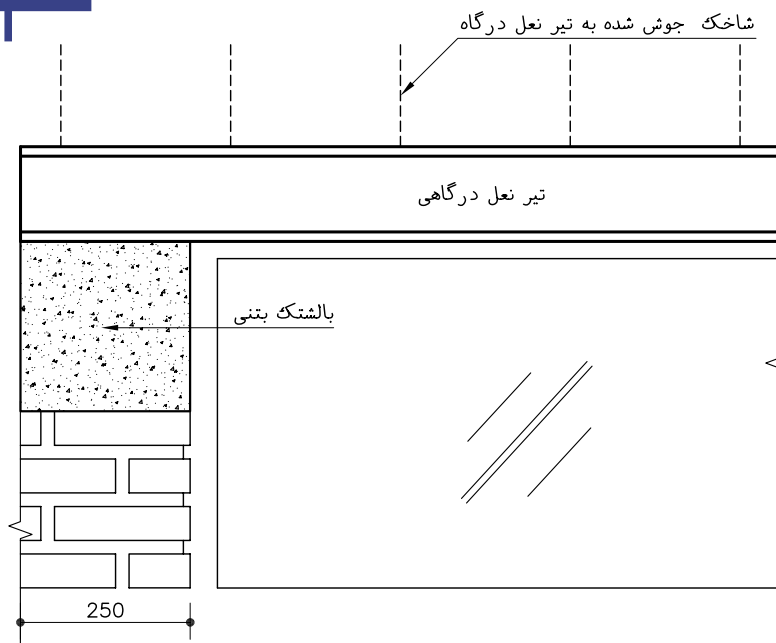 شاخک جوش شده به تیر نعل درگاه
تیر نعل درگاهی
بالشتک بتنی
250